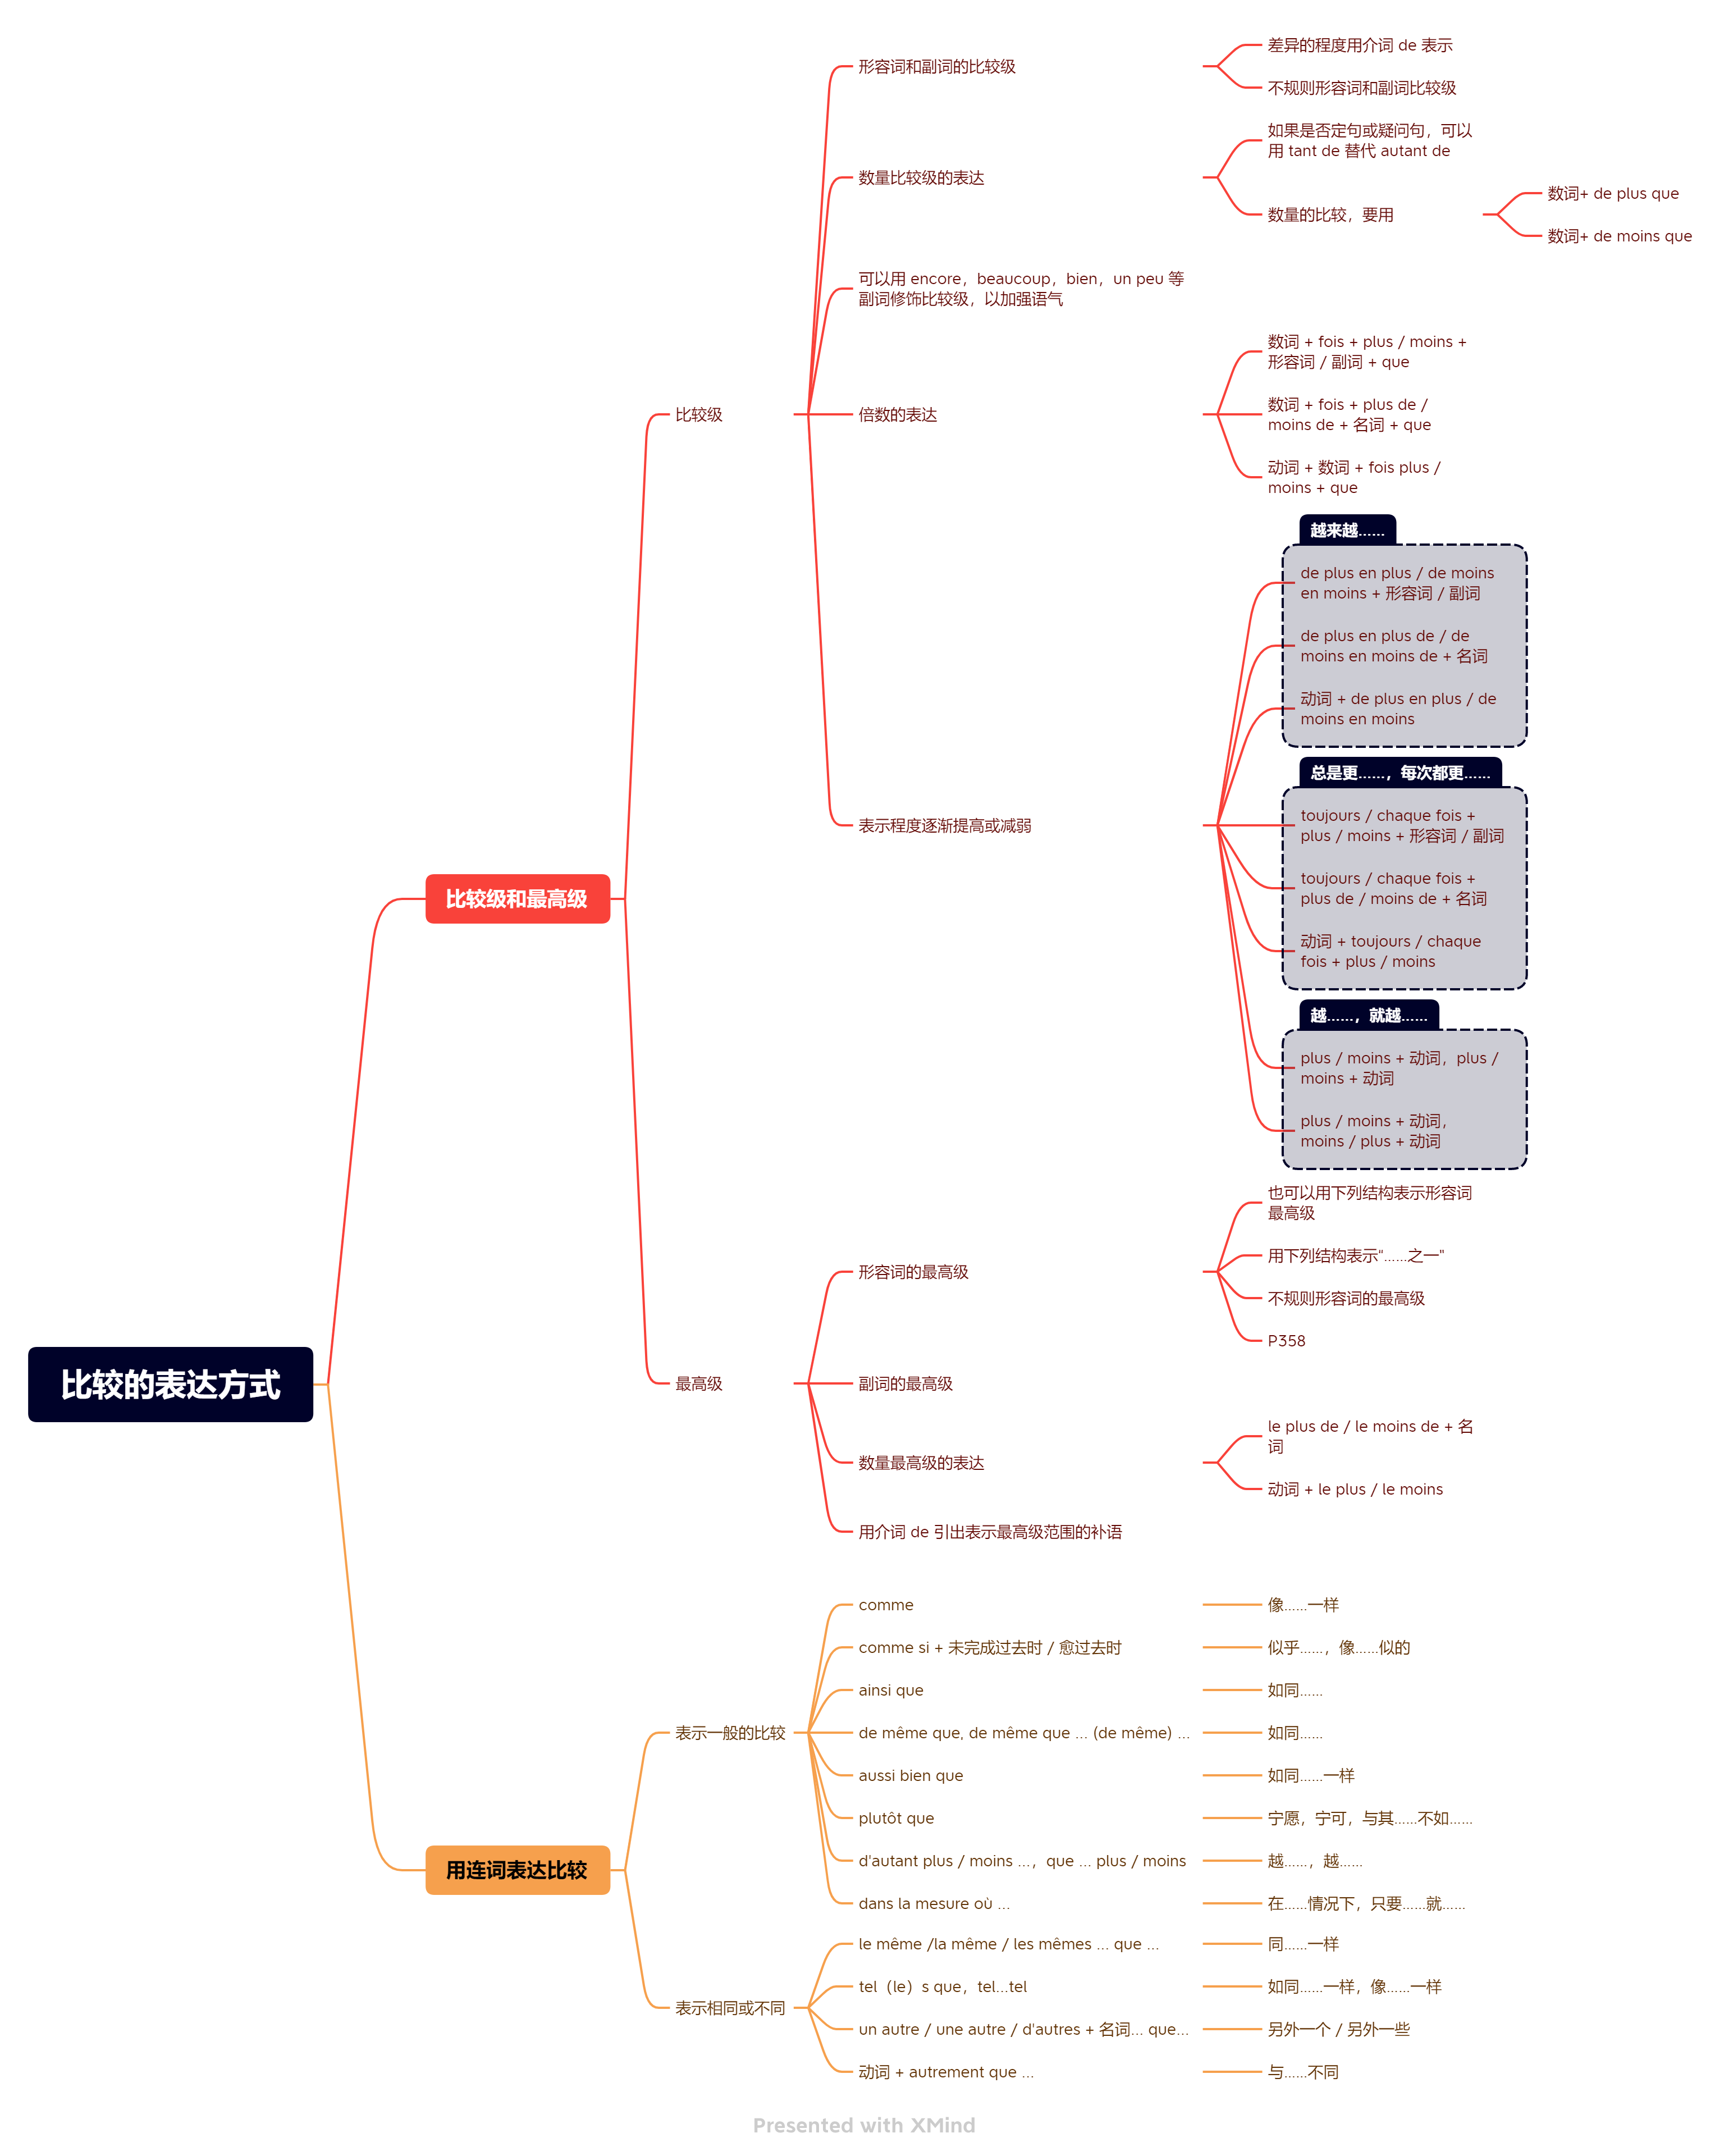 比较的表达方式
比较级和最高级
比较级
形容词和副词的比较级
差异的程度用介词 de 表示
不规则形容词和副词比较级
数量比较级的表达
如果是否定句或疑问句，可以
用 tant de 替代 autant de
数量的比较，要用
数词+ de plus que
数词+ de moins que
可以用 encore，beaucoup，bien，un peu 等
副词修饰比较级，以加强语气
倍数的表达
数词 + fois + plus / moins +
形容词 / 副词 + que
数词 + fois + plus de /
moins de + 名词 + que
动词 + 数词 + fois plus /
moins + que
表示程度逐渐提高或减弱
越来越……
de plus en plus / de moins
en moins + 形容词 / 副词
de plus en plus de / de
moins en moins de + 名词
动词 + de plus en plus / de
moins en moins
总是更……，每次都更……
toujours / chaque fois +
plus / moins + 形容词 / 副词
toujours / chaque fois +
plus de / moins de + 名词
动词 + toujours / chaque
fois + plus / moins
越……，就越……
plus / moins + 动词，plus /
moins + 动词
plus / moins + 动词，
moins / plus + 动词
最高级
形容词的最高级
也可以用下列结构表示形容词
最高级
用下列结构表示"……之一"
不规则形容词的最高级
P358
副词的最高级
数量最高级的表达
le plus de / le moins de + 名
词
动词 + le plus / le moins
用介词 de 引出表示最高级范围的补语
用连词表达比较
表示一般的比较
comme
像……一样
comme si + 未完成过去时 / 愈过去时
似乎……，像……似的
ainsi que
如同……
de même que, de même que ... (de même) ...
如同……
aussi bien que
如同……一样
plutôt que
宁愿，宁可，与其……不如……
d'autant plus / moins ...，que ... plus / moins
越……，越……
dans la mesure où ...
在……情况下，只要……就……
表示相同或不同
le même /la même / les mêmes ... que ...
同……一样
tel（le）s que，tel...tel
如同……一样，像……一样
un autre / une autre / d'autres + 名词... que...
另外一个 / 另外一些
动词 + autrement que ...
与……不同
Presented with XMind